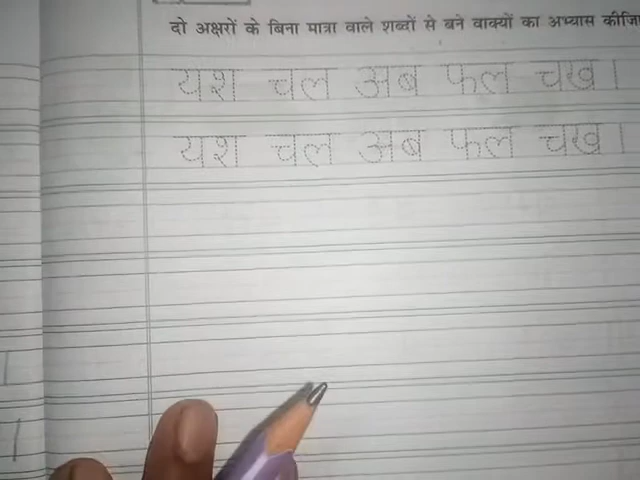 दो अक्षरों के बिना मात्रा वाले शब्दों से बने वाक्यों का अभ्यास
यश चल अब फल चख।
यश चल अब फल चख।